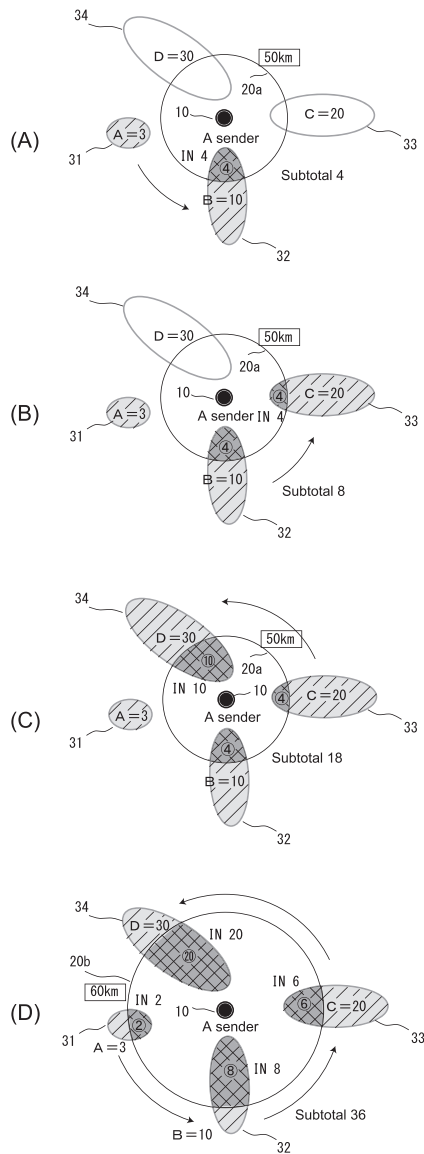 34
D=30
50km
20a
10
A sender
C=20
33
(A)
A=3
31
IN 4
④
Subtotal 4
B=10
32
34
D=30
50km
20a
10
A sender
IN 4
④
C=20
33
(B)
A=3
31
④
B=10
Subtotal 8
32
34
D=30
50km
⑩
20a
IN 10
10
A sender
④
C=20
33
(C)
A=3
31
④
Subtotal 18
B=10
32
34
D=30
IN 20
⑳
20b
60km
IN 2
IN 6
⑥
C=20
33
(D)
10
A sender
31
②
A=3
⑧
IN 8
Subtotal 36
B=10
32